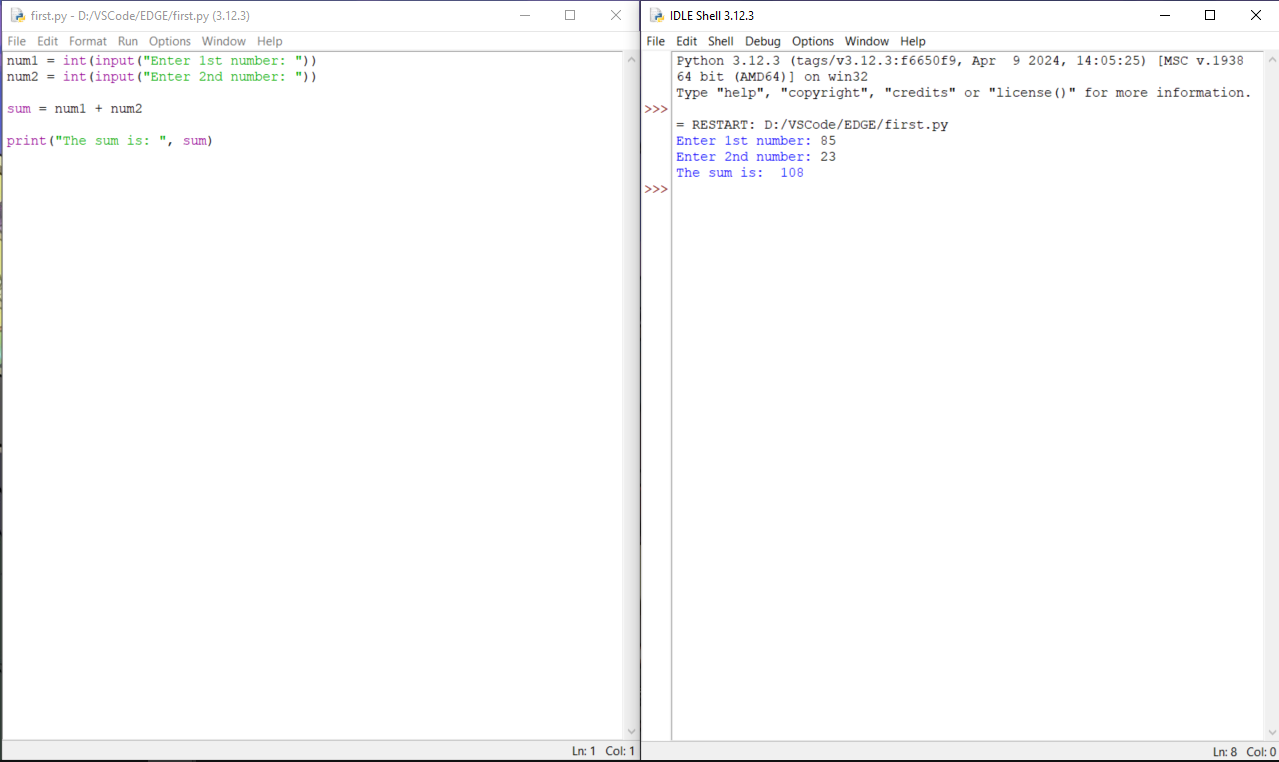 first.py - D:/VSCode/EDGE/first.py (3.12.3)
File Edit Format Run Options Window Help
num1 = int(input("Enter 1st number: "))
num2 = int(input("Enter 2nd number: "))
sum = num1 + num2
print("The sum is: ", sum)
Ln: 1 Col: 1
IDLE Shell 3.12.3
File Edit Shell Debug Options Window Help
Python 3.12.3 (tags/v3.12.3:f6650f9, Apr  9 2024, 14:05:25) [MSC v.1938
64 bit (AMD64)] on win32
Type "help", "copyright", "credits" or "license()" for more information.
>>>
= RESTART: D:/VSCode/EDGE/first.py
Enter 1st number: 85
Enter 2nd number: 23
The sum is:  108
>>>
Ln: 8 Col: 0